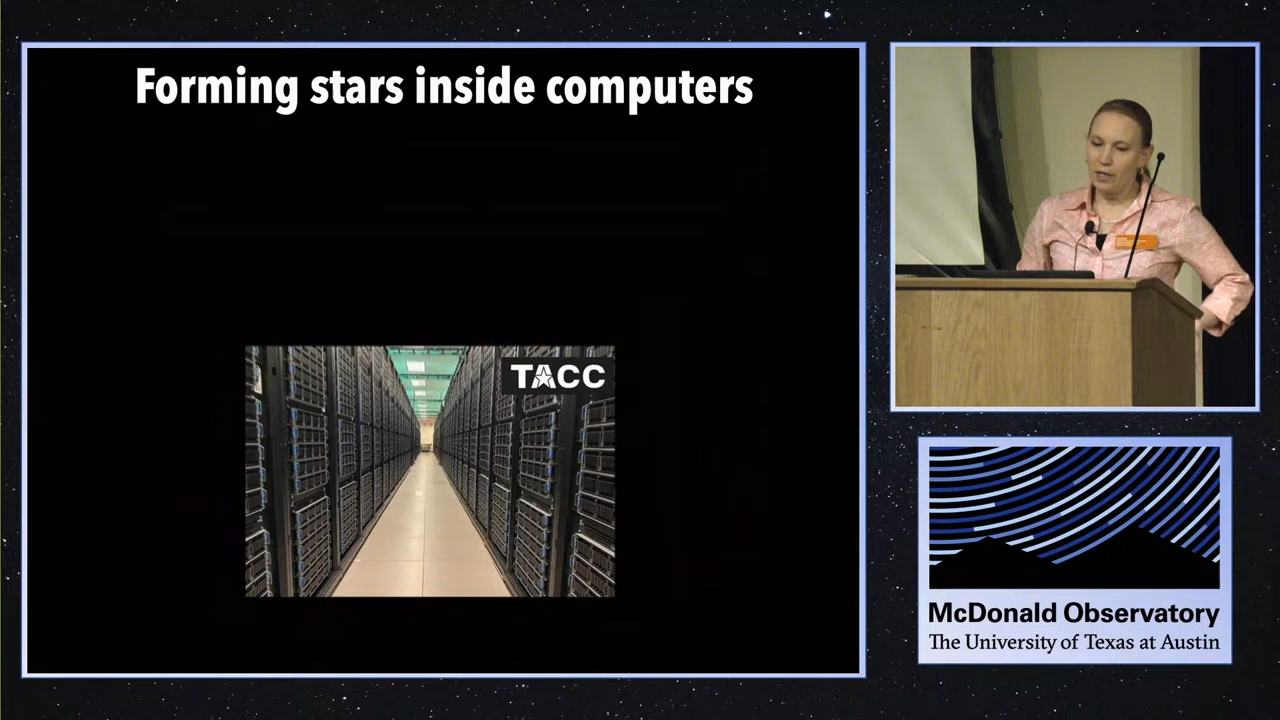 Forming stars inside computers
TACC
McDonald Observatory
The University of Texas at Austin